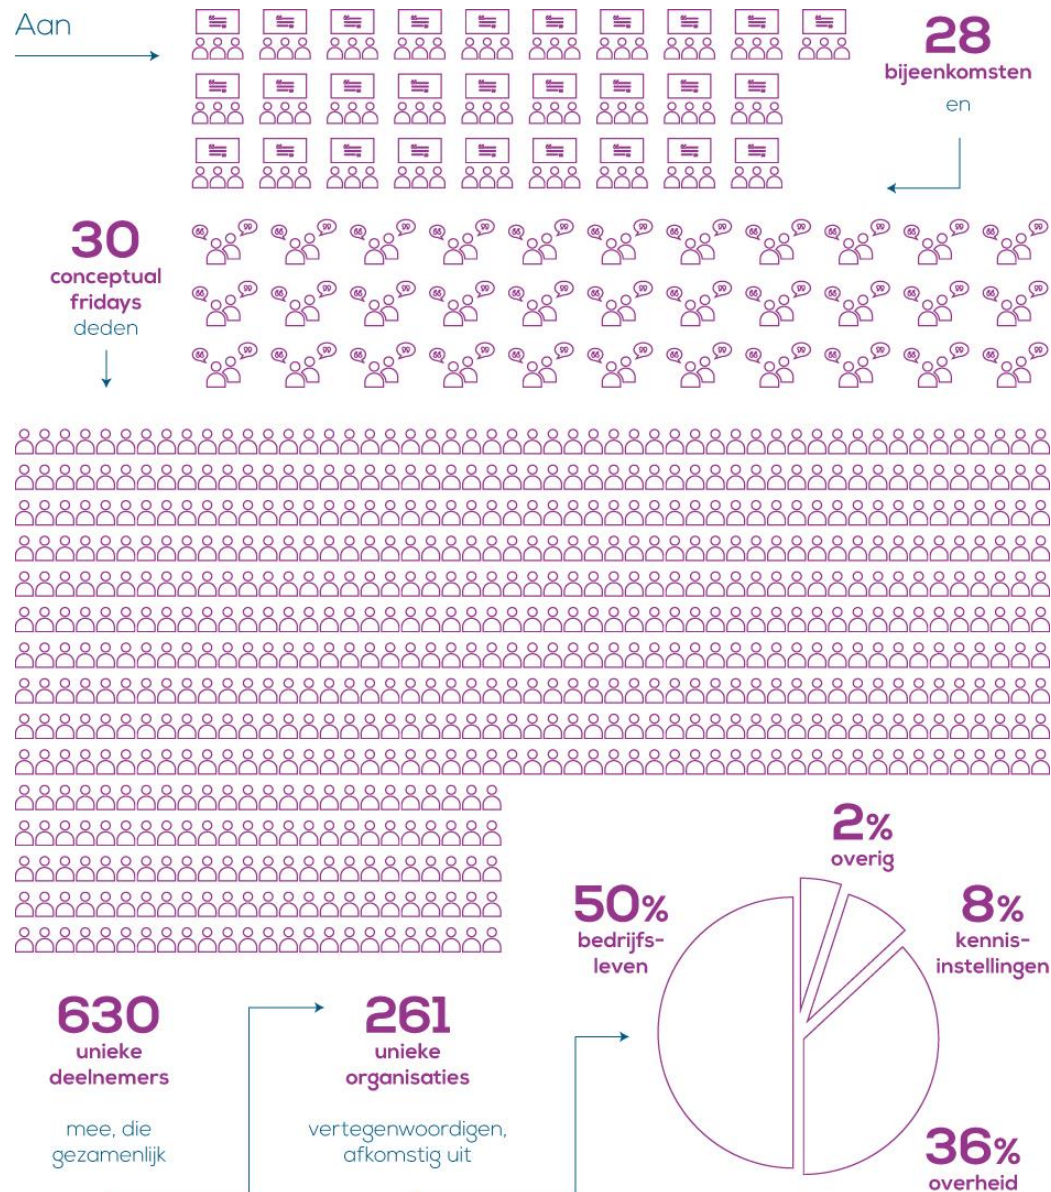 Aan
28
bijeenkomsten
en
30
conceptual
fridays
deden
630
unieke
deelnemers
mee, die
gezamenlijk
261
unieke
organisaties
vertegenwoordigen,
afkomstig uit
50%
bedrijfs-
leven
2%
overig
8%
kennis-
instellingen
36%
overheid